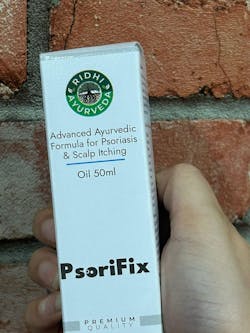 RIDHI
AYURVEDA
Advanced Ayurvedic
Formula for Psoriasis
& Scalp Itching
Oil 50ml
PsoriFix
PREMIUM
QUALITY